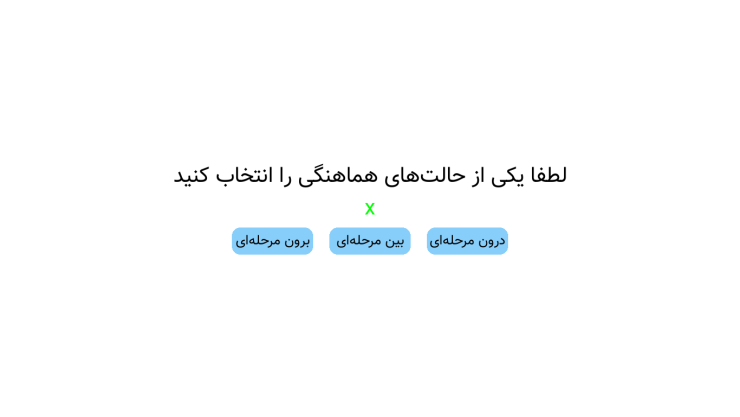 لطفا یکی از حالت‌های هماهنگی را انتخاب کنید
X
درون مرحله‌ای
بین مرحله‌ای
برون مرحله‌ای